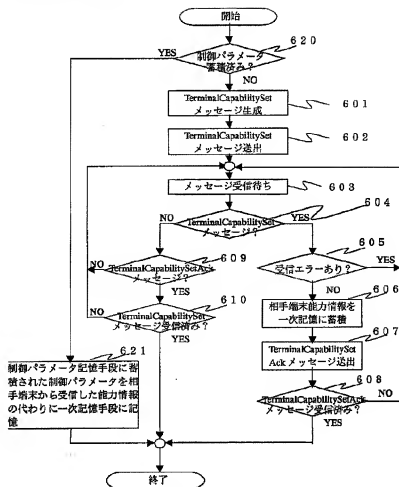 開始
620
YES
制御パラメータ
蓄積済み？
NO
TerminalCapabilitySet
メッセージ生成
601
TerminalCapabilitySet
メッセージ送出
602
メッセージ受信待ち
603
604
NO
TerminalCapabilitySet
メッセージ？
YES
609
605
NO
TerminalCapabilitySetAck
メッセージ？
受信エラーあり？
YES
YES
610
NO
606
NO
TerminalCapabilitySet
メッセージ受信済み？
相手端末能力情報を
一次記憶に蓄積
607
YES
621
TerminalCapabilitySet
Ackメッセージ送出
制御パラメータ記憶手段に蓄
積された制御パラメータを相
手端末から受信した能力情報
の代わりに一次記憶手段に記
憶
608
TerminalCapabilitySetAck
メッセージ受信済み？
NO
YES
終了